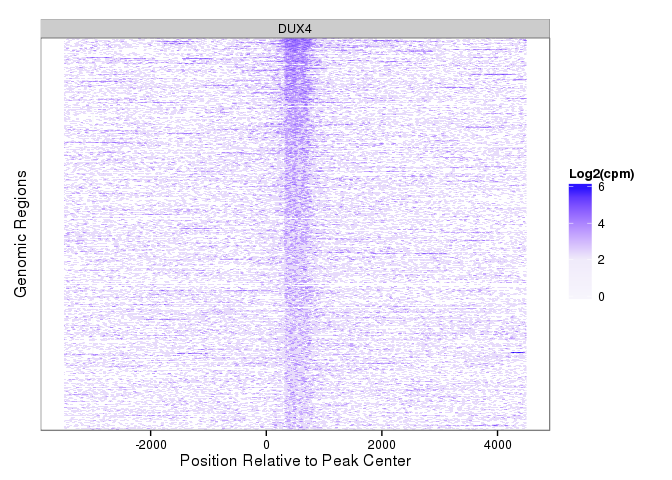 DUX4
Genomic Regions
Log2(cpm)
6
4
2
0
-2000
0
2000
4000
Position Relative to Peak Center